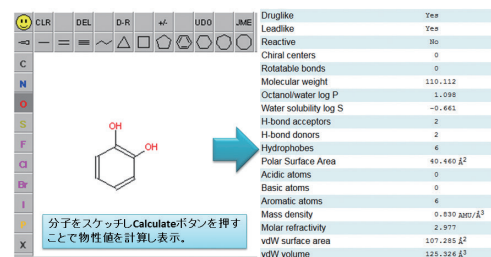 CLR DEL D-R +/- UDO JME
C
N
O
S
F
Cl
Br
I
X
OH
OH
分子をスケッチしCalculateボタンを押す
ことで物性値を計算し表示。
Druglike Yes
Leadlike Yes
Reactive No
Chiral centers 0
Rotatable bonds 0
Molecular weight 110.112
Octanol/water log P 1.098
Water solubility log S -0.661
H-bond acceptors 2
H-bond donors 2
Hydrophobes 6
Polar Surface Area 40.460 Å²
Acidic atoms 0
Basic atoms 0
Aromatic atoms 6
Mass density 0.830 AMU/Å³
Molar refractivity 2.977
vdW surface area 107.285 Å²
vdW volume 125.326 Å³